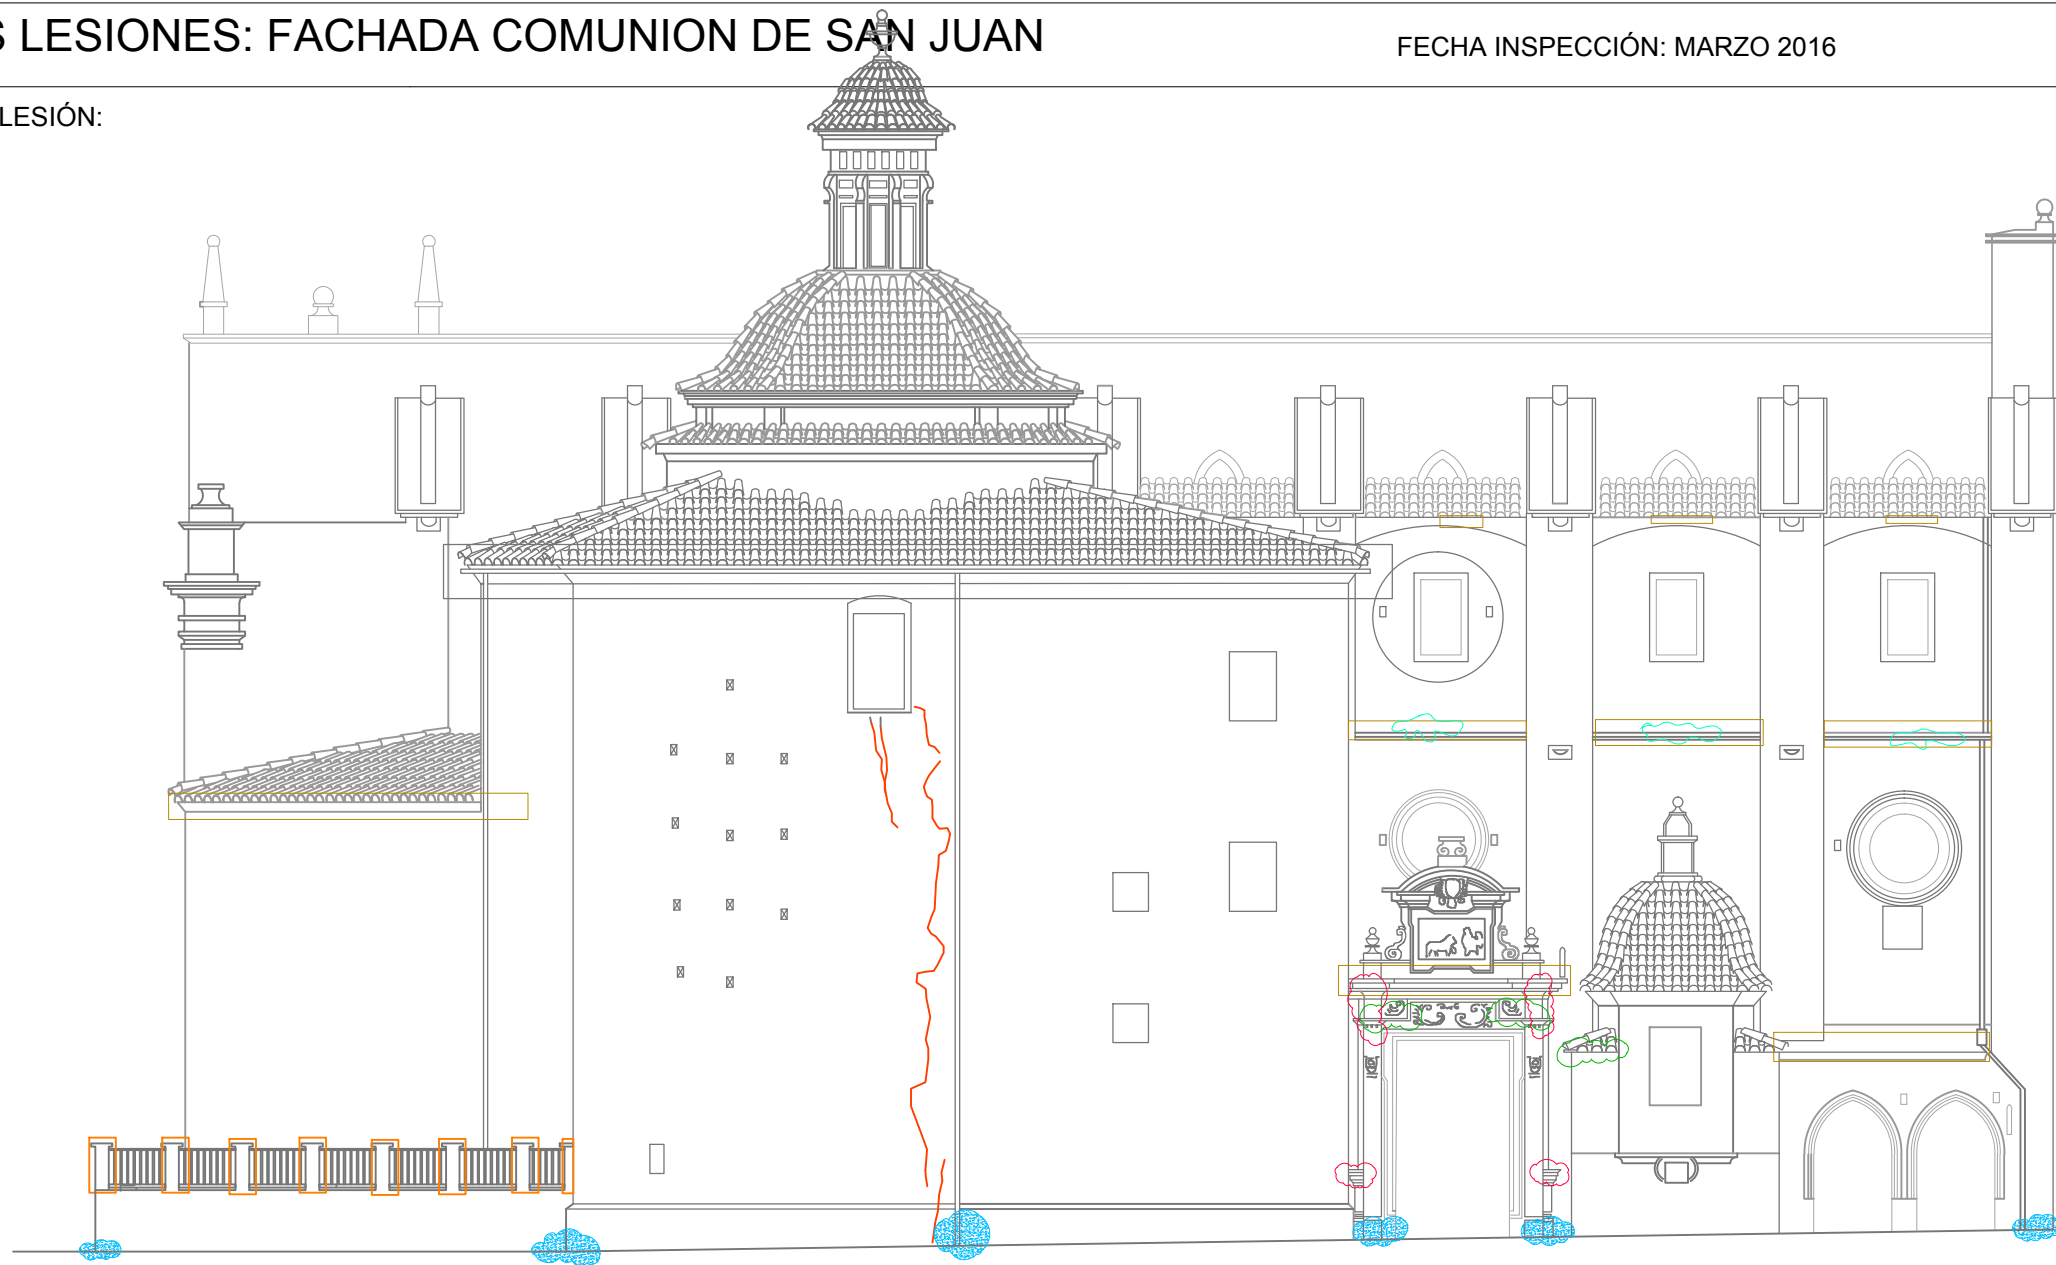 S LESIONES: FACHADA COMUNION DE SAN JUAN
FECHA INSPECCIÓN: MARZO 2016
LESIÓN: